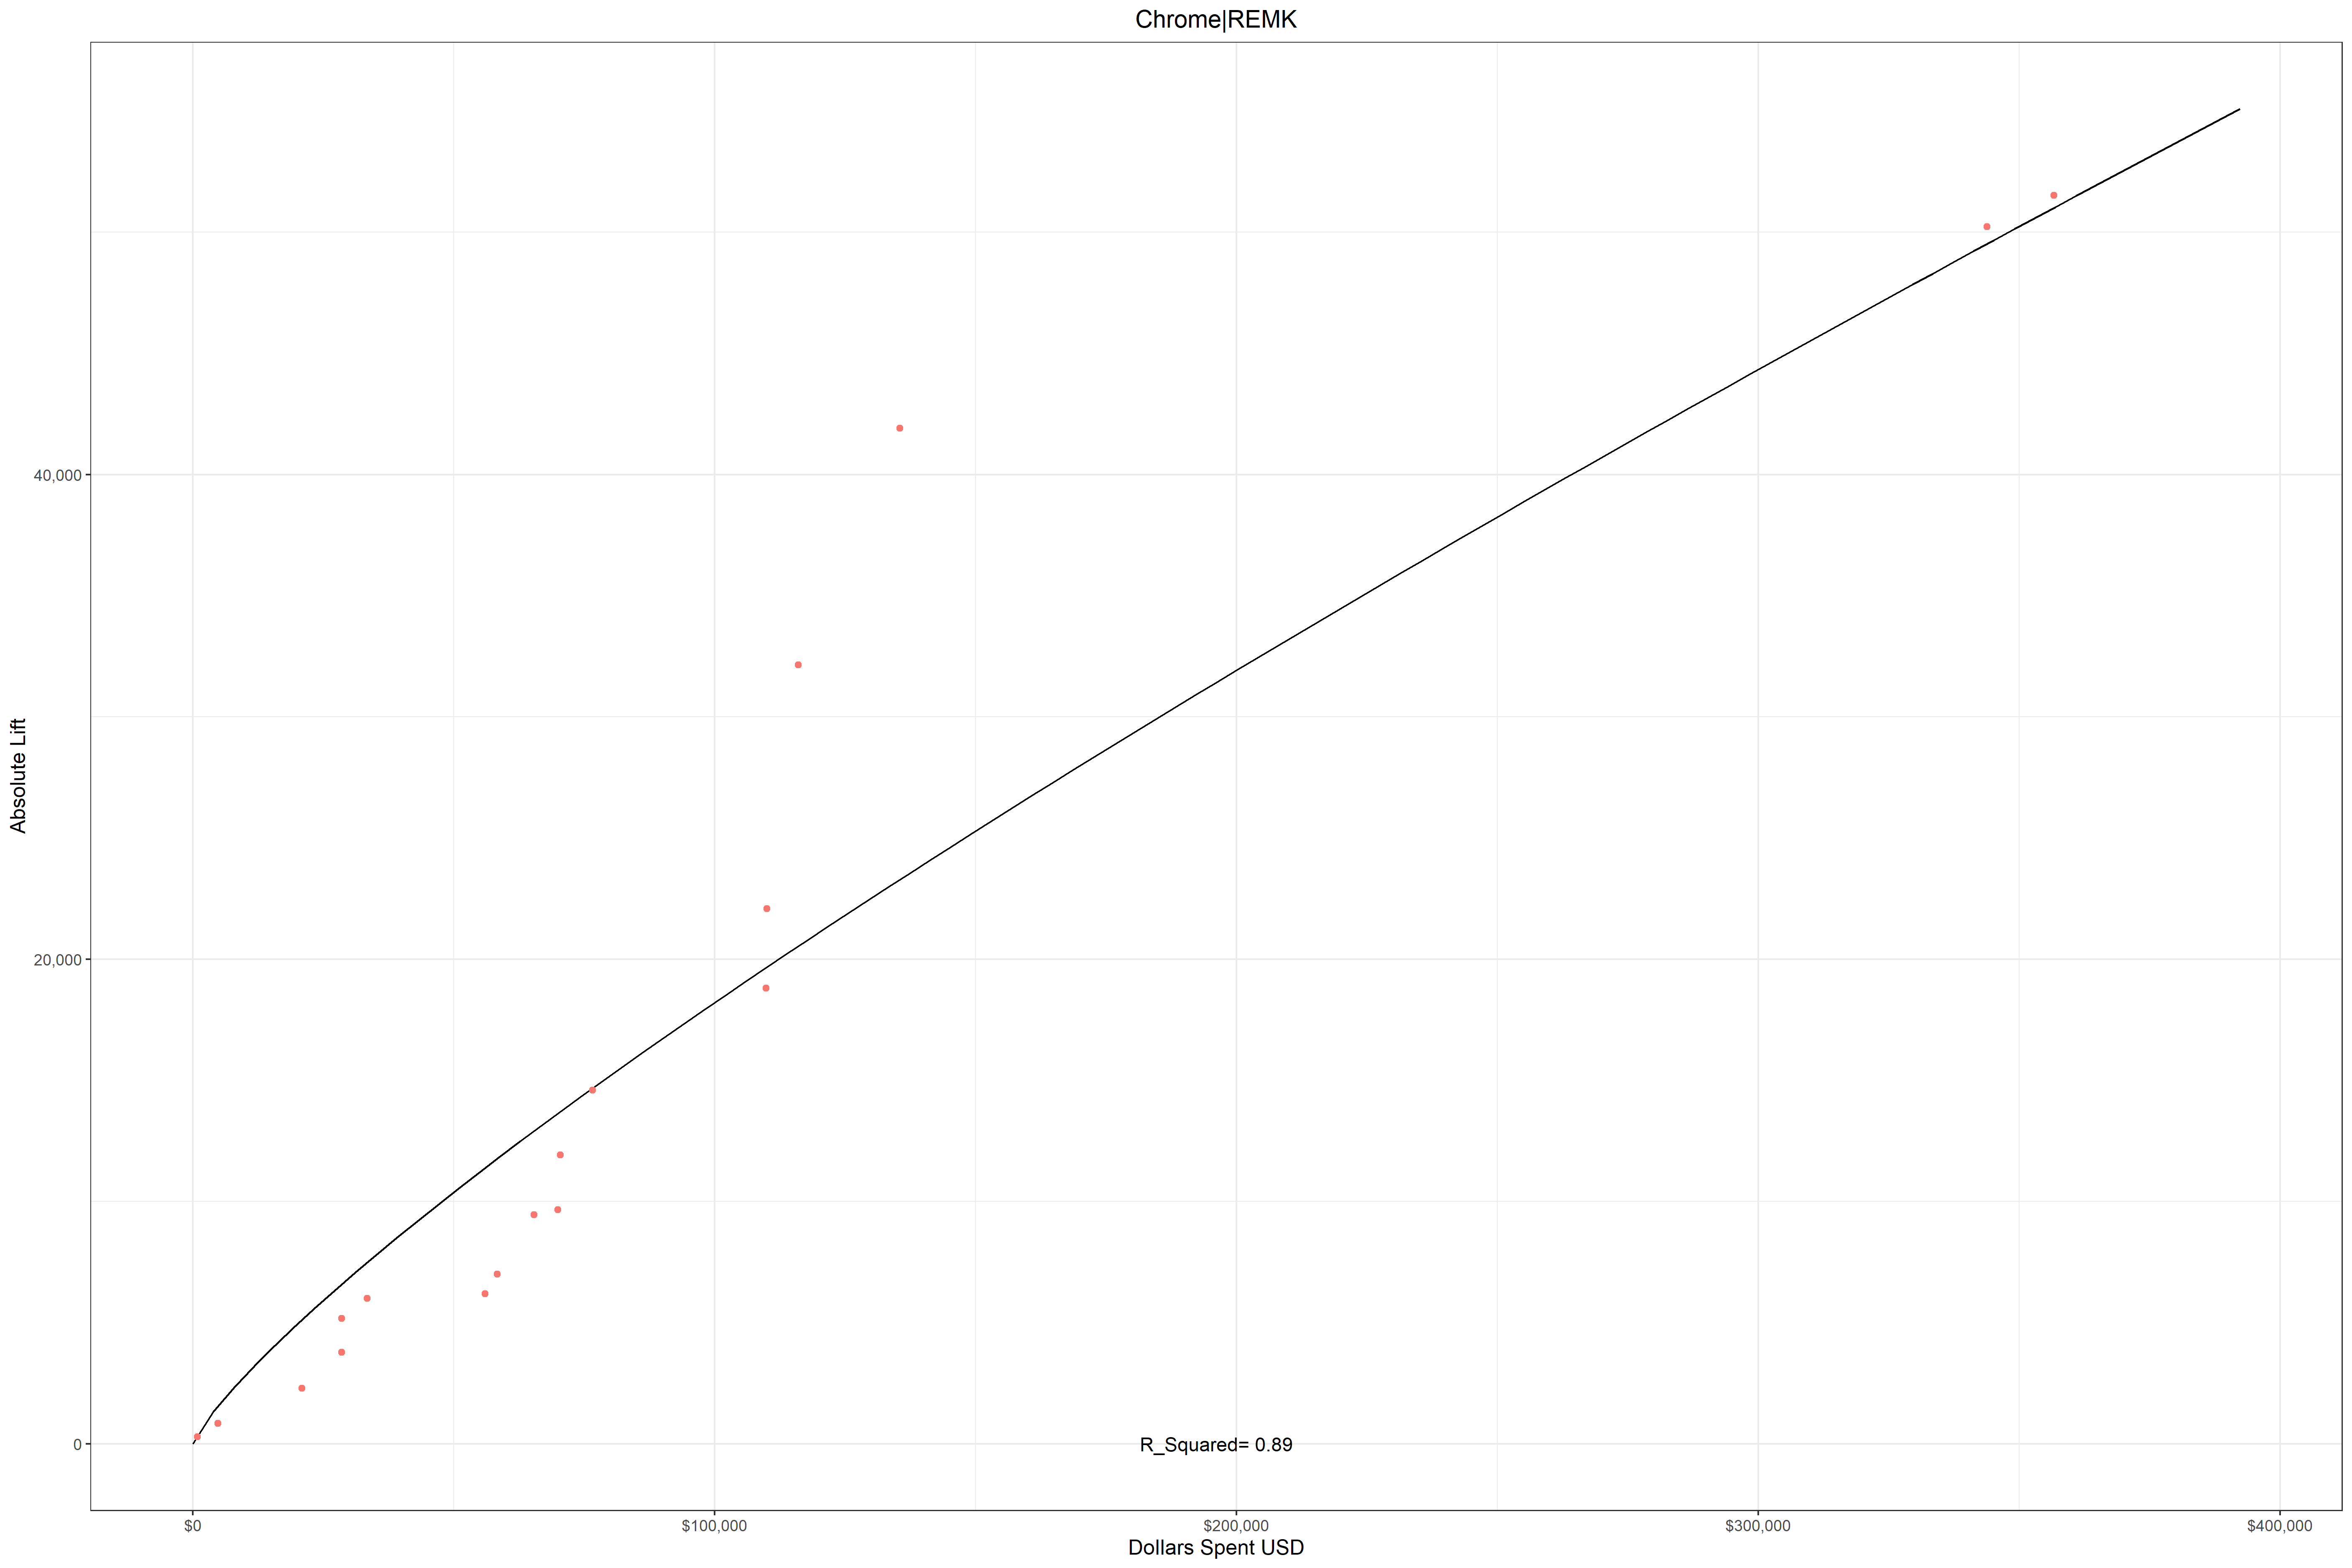 Chrome|REMK
Absolute Lift
40,000
20,000
0
R_Squared= 0.89
$0
$100,000
$200,000
$300,000
$400,000
Dollars Spent USD